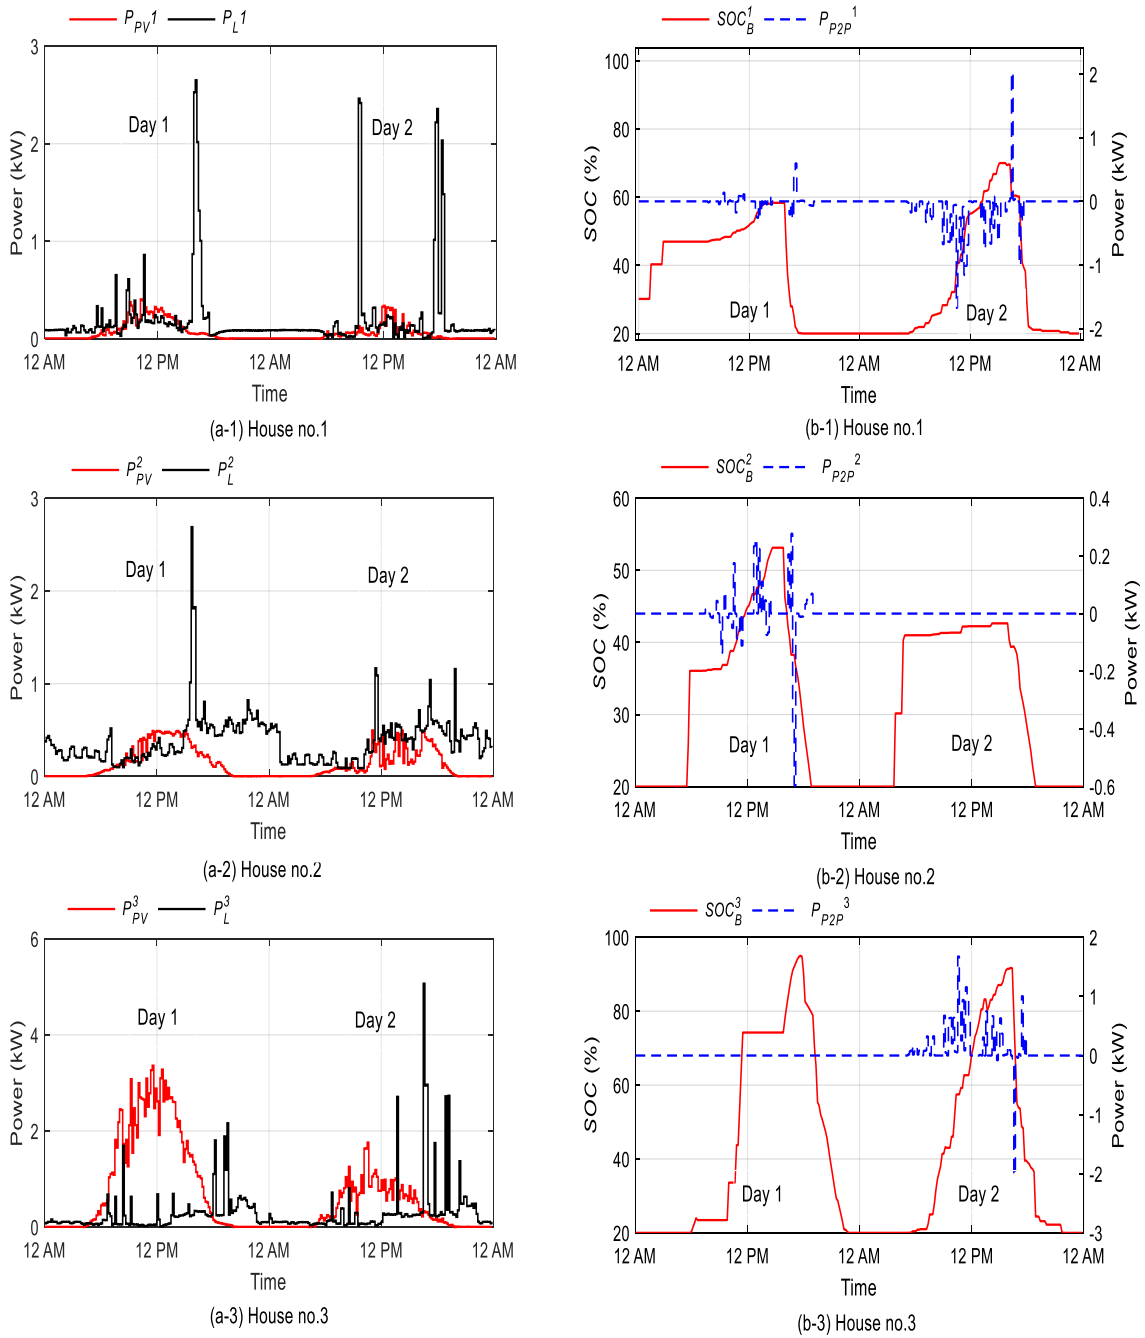 P_PV1 P_L1
3
2
1
0
Power (kW)
Day 1
Day 2
12 AM 12 PM 12 AM 12 PM 12 AM
Time
(a-1) House no.1
SOC_B^1 P_P2P^1
100
80
60
40
20
SOC (%)
2
1
0
-1
-2
Power (kW)
Day 1
Day 2
12 AM 12 PM 12 AM 12 PM 12 AM
Time
(b-1) House no.1
P_PV^2 P_L^2
3
2
1
0
Power (kW)
Day 1
Day 2
12 AM 12 PM 12 AM 12 PM 12 AM
Time
(a-2) House no.2
SOC_B^2 P_P2P^2
60
50
40
30
20
SOC (%)
0.4
0.2
0
-0.2
-0.4
-0.6
Power (kW)
Day 1
Day 2
12 AM 12 PM 12 AM 12 PM 12 AM
Time
(b-2) House no.2
P_PV^3 P_L^3
6
4
2
0
Power (kW)
Day 1
Day 2
12 AM 12 PM 12 AM 12 PM 12 AM
Time
(a-3) House no.3
SOC_B^3 P_P2P^3
100
80
60
40
20
SOC (%)
2
1
0
-1
-2
-3
Power (kW)
Day 1
Day 2
12 AM 12 PM 12 AM 12 PM 12 AM
Time
(b-3) House no.3